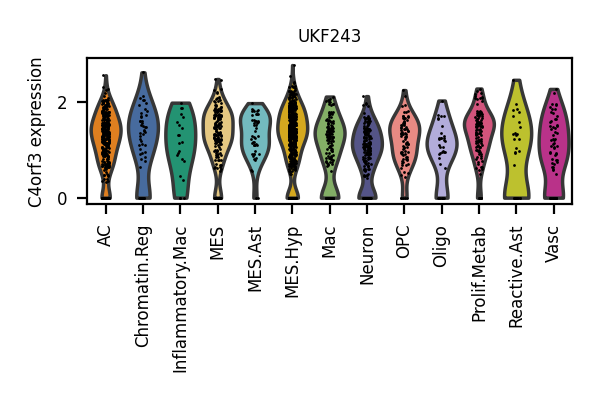 UKF243
C4orf3 expression
2
0
AC
Chromatin.Reg
Inflammatory.Mac
MES
MES.Ast
MES.Hyp
Mac
Neuron
OPC
Oligo
Prolif.Metab
Reactive.Ast
Vasc